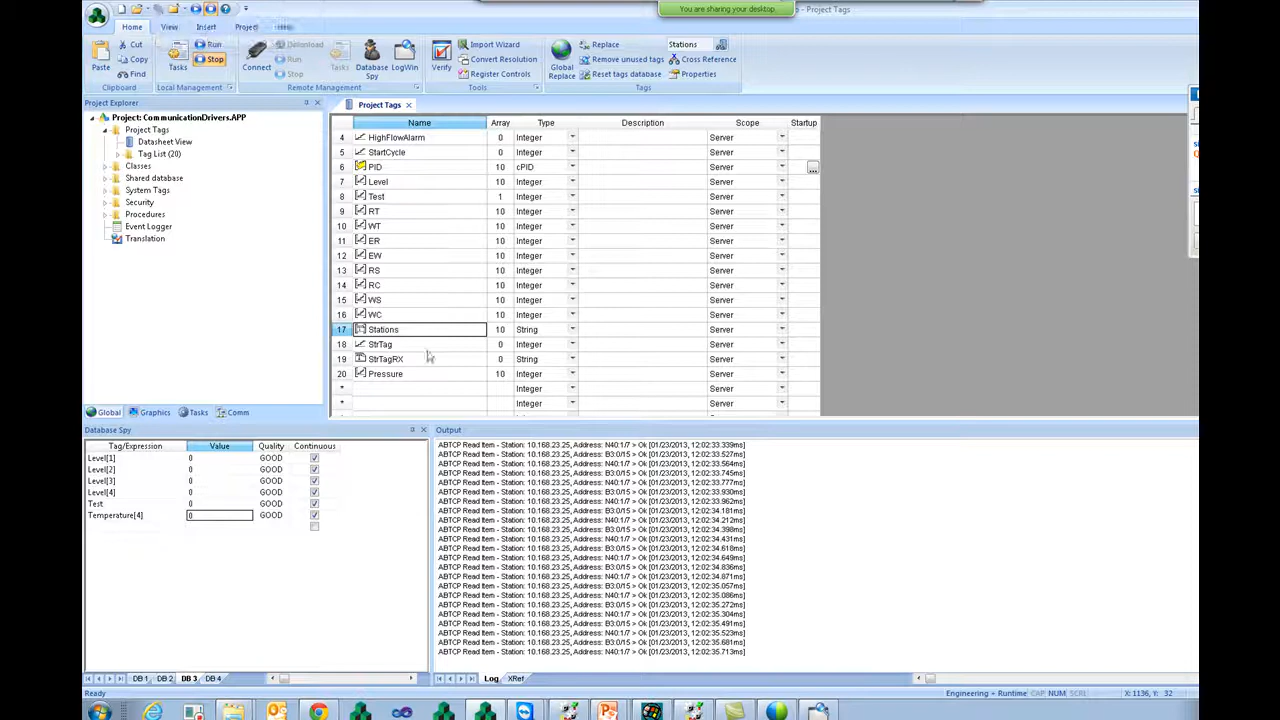 You are sharing your desktop.
- Project Tags
Home View Insert Project
Paste Cut Copy Find Clipboard
Tasks Run Stop Local Management
Connect Download Run Stop Tasks Database Spy LogWin Remote Management
Verify Import Wizard Convert Resolution Register Controls Tools
Global Replace Replace Remove unused tags Reset tags database Stations Cross Reference Properties Tags
Project Explorer
Project: CommunicationDrivers.APP
Project Tags
Datasheet View
Tag List (20)
Classes
Shared database
System Tags
Security
Procedures
Event Logger
Translation
Global Graphics Tasks Comm
Project Tags
Name Array Type Description Scope Startup
4 HighFlowAlarm 0 Integer Server
5 StartCycle 0 Integer Server
6 PID 10 cPID Server ...
7 Level 10 Integer Server
8 Test 1 Integer Server
9 RT 10 Integer Server
10 WT 10 Integer Server
11 ER 10 Integer Server
12 EW 10 Integer Server
13 RS 10 Integer Server
14 RC 10 Integer Server
15 WS 10 Integer Server
16 WC 10 Integer Server
17 Stations 10 String Server
18 StrTag 0 Integer Server
19 StrTagRX 0 String Server
20 Pressure 10 Integer Server
* Integer Server
* Integer Server
Database Spy
Tag/Expression Value Quality Continuous
Level[1] 0 GOOD
Level[2] 0 GOOD
Level[3] 0 GOOD
Level[4] 0 GOOD
Test 0 GOOD
Temperature[4] 0 GOOD
DB 1 DB 2 DB 3 DB 4
Output
ABTCP Read Item - Station: 10.168.23.25, Address: N40:1/7 > Ok [01/23/2013, 12:02:33.339ms]
ABTCP Read Item - Station: 10.168.23.25, Address: B3:0/15 > Ok [01/23/2013, 12:02:33.527ms]
ABTCP Read Item - Station: 10.168.23.25, Address: N40:1/7 > Ok [01/23/2013, 12:02:33.564ms]
ABTCP Read Item - Station: 10.168.23.25, Address: B3:0/15 > Ok [01/23/2013, 12:02:33.745ms]
ABTCP Read Item - Station: 10.168.23.25, Address: N40:1/7 > Ok [01/23/2013, 12:02:33.777ms]
ABTCP Read Item - Station: 10.168.23.25, Address: B3:0/15 > Ok [01/23/2013, 12:02:33.930ms]
ABTCP Read Item - Station: 10.168.23.25, Address: N40:1/7 > Ok [01/23/2013, 12:02:33.962ms]
ABTCP Read Item - Station: 10.168.23.25, Address: B3:0/15 > Ok [01/23/2013, 12:02:34.181ms]
ABTCP Read Item - Station: 10.168.23.25, Address: N40:1/7 > Ok [01/23/2013, 12:02:34.212ms]
ABTCP Read Item - Station: 10.168.23.25, Address: B3:0/15 > Ok [01/23/2013, 12:02:34.398ms]
ABTCP Read Item - Station: 10.168.23.25, Address: N40:1/7 > Ok [01/23/2013, 12:02:34.431ms]
ABTCP Read Item - Station: 10.168.23.25, Address: B3:0/15 > Ok [01/23/2013, 12:02:34.618ms]
ABTCP Read Item - Station: 10.168.23.25, Address: N40:1/7 > Ok [01/23/2013, 12:02:34.649ms]
ABTCP Read Item - Station: 10.168.23.25, Address: B3:0/15 > Ok [01/23/2013, 12:02:34.836ms]
ABTCP Read Item - Station: 10.168.23.25, Address: N40:1/7 > Ok [01/23/2013, 12:02:34.871ms]
ABTCP Read Item - Station: 10.168.23.25, Address: B3:0/15 > Ok [01/23/2013, 12:02:35.057ms]
ABTCP Read Item - Station: 10.168.23.25, Address: N40:1/7 > Ok [01/23/2013, 12:02:35.086ms]
ABTCP Read Item - Station: 10.168.23.25, Address: B3:0/15 > Ok [01/23/2013, 12:02:35.272ms]
ABTCP Read Item - Station: 10.168.23.25, Address: N40:1/7 > Ok [01/23/2013, 12:02:35.304ms]
ABTCP Read Item - Station: 10.168.23.25, Address: B3:0/15 > Ok [01/23/2013, 12:02:35.491ms]
ABTCP Read Item - Station: 10.168.23.25, Address: N40:1/7 > Ok [01/23/2013, 12:02:35.523ms]
ABTCP Read Item - Station: 10.168.23.25, Address: B3:0/15 > Ok [01/23/2013, 12:02:35.681ms]
ABTCP Read Item - Station: 10.168.23.25, Address: N40:1/7 > Ok [01/23/2013, 12:02:35.713ms]
Log XRef
Ready Engineering + Runtime CAP NUM SCRL X:1136, Y: 32